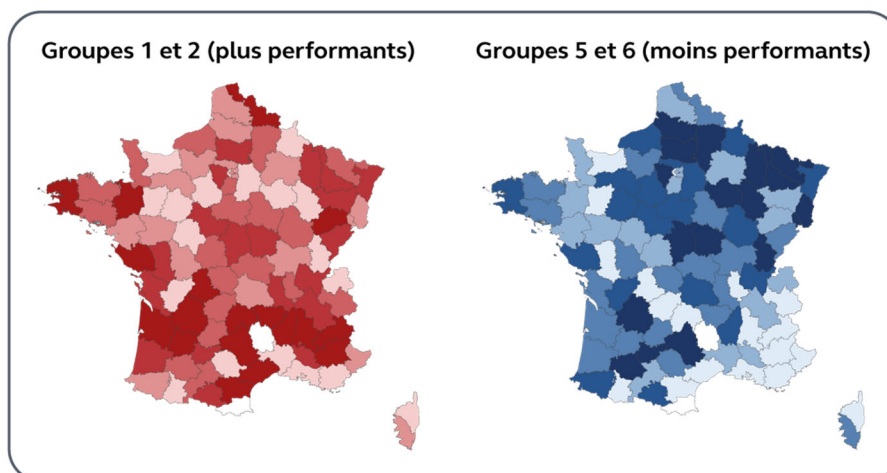 Groupes 1 et 2 (plus performants)
Groupes 5 et 6 (moins performants)